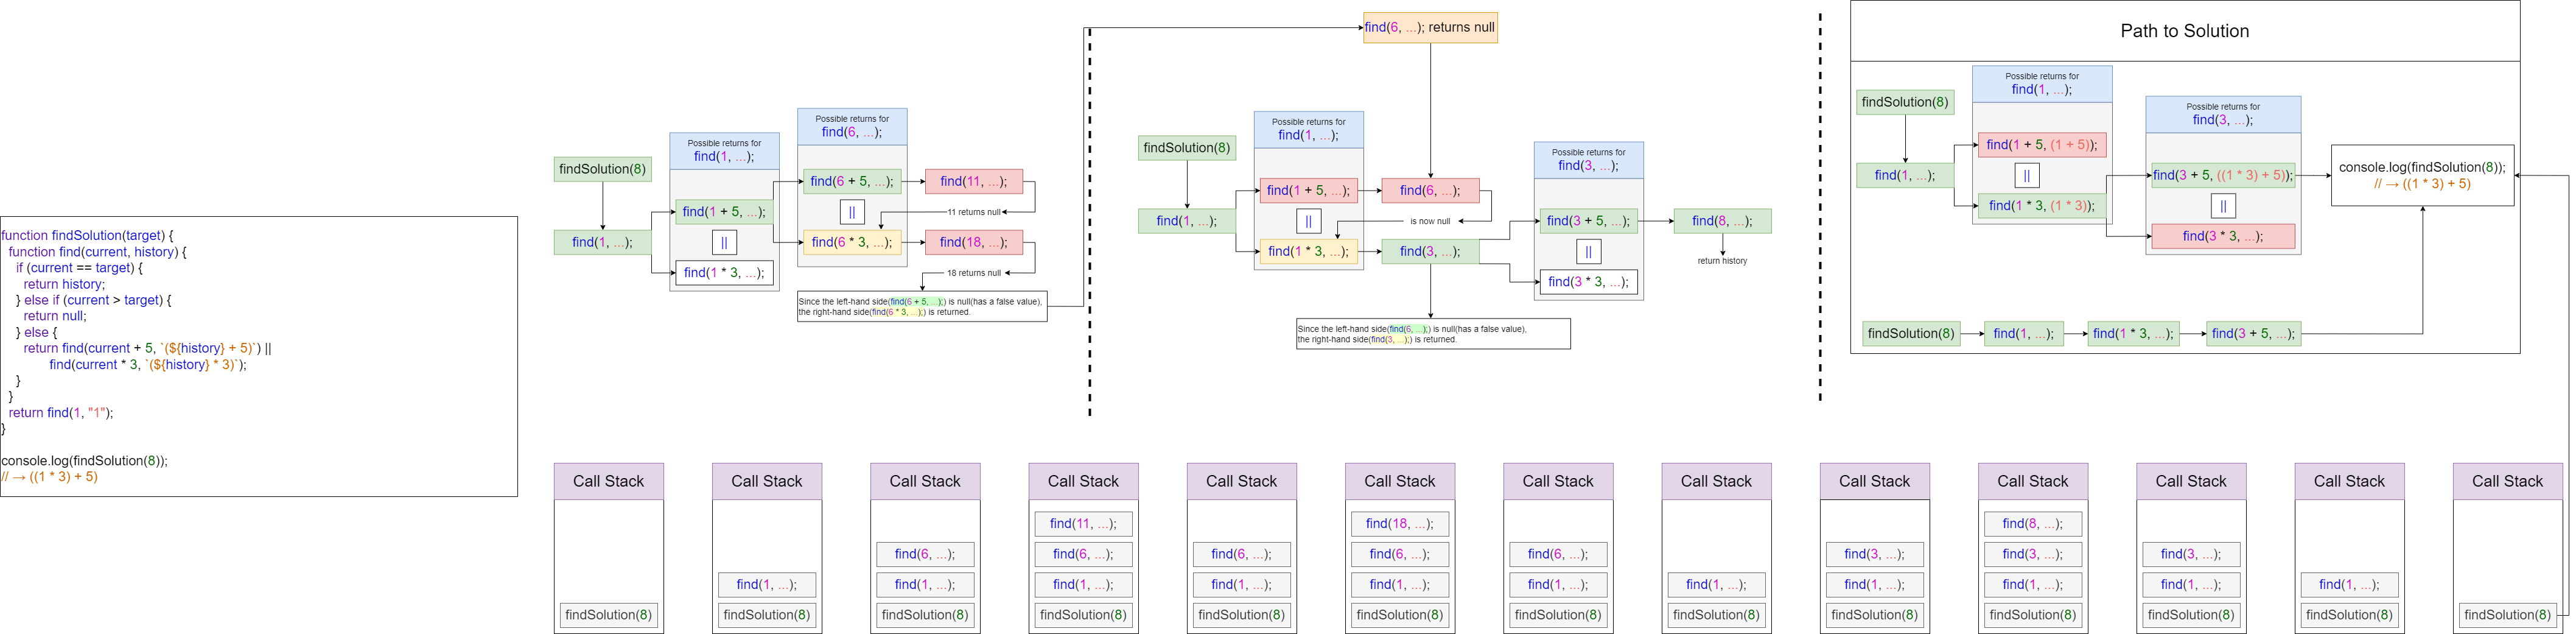 function findSolution(target) {
function find(current, history) {
if (current == target) {
return history;
} else if (current > target) {
return null;
} else {
return find(current + 5, `(${history} + 5)`) ||
find(current * 3, `(${history} * 3)`);
}
}
return find(1, "1");
}
console.log(findSolution(8));
// → ((1 * 3) + 5)
findSolution(8)
find(1, ...);
Possible returns for
find(1, ...);
find(1 + 5, ...);
||
find(1 * 3, ...);
Possible returns for
find(6, ...);
find(6 + 5, ...);
||
find(6 * 3, ...);
find(11, ...);
11 returns null
find(18, ...);
18 returns null
Since the left-hand side(find(6 + 5, ...);) is null(has a false value),
the right-hand side(find(6 * 3, ...);) is returned.
find(6, ...); returns null
findSolution(8)
find(1, ...);
Possible returns for
find(1, ...);
find(1 + 5, ...);
||
find(1 * 3, ...);
find(6, ...);
is now null
find(3, ...);
Since the left-hand side(find(6, ...);) is null(has a false value),
the right-hand side(find(3, ...);) is returned.
Possible returns for
find(3, ...);
find(3 + 5, ...);
||
find(3 * 3, ...);
find(8, ...);
return history
Path to Solution
findSolution(8)
find(1, ...);
Possible returns for
find(1, ...);
find(1 + 5, (1 + 5));
||
find(1 * 3, (1 * 3));
Possible returns for
find(3, ...);
find(3 + 5, ((1 * 3) + 5));
||
find(3 * 3, ...);
console.log(findSolution(8));
// → ((1 * 3) + 5)
findSolution(8)
find(1, ...);
find(1 * 3, ...);
find(3 + 5, ...);
Call Stack
findSolution(8)
Call Stack
find(1, ...);
findSolution(8)
Call Stack
find(6, ...);
find(1, ...);
findSolution(8)
Call Stack
find(11, ...);
find(6, ...);
find(1, ...);
findSolution(8)
Call Stack
find(6, ...);
find(1, ...);
findSolution(8)
Call Stack
find(18, ...);
find(6, ...);
find(1, ...);
findSolution(8)
Call Stack
find(6, ...);
find(1, ...);
findSolution(8)
Call Stack
find(1, ...);
findSolution(8)
Call Stack
find(3, ...);
find(1, ...);
findSolution(8)
Call Stack
find(8, ...);
find(3, ...);
find(1, ...);
findSolution(8)
Call Stack
find(3, ...);
find(1, ...);
findSolution(8)
Call Stack
find(1, ...);
findSolution(8)
Call Stack
findSolution(8)